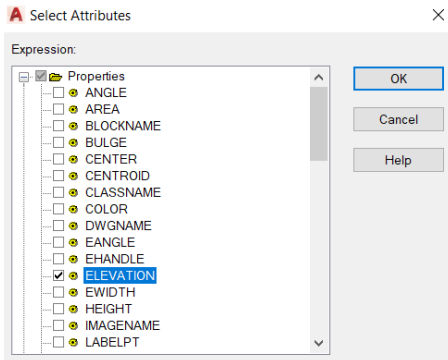 Select Attributes
Expression:
Properties
ANGLE
AREA
BLOCKNAME
BULGE
CENTER
CENTROID
CLASSNAME
COLOR
DWGNAME
EANGLE
EHANDLE
ELEVATION
EWIDTH
HEIGHT
IMAGENAME
LABELPT
OK
Cancel
Help